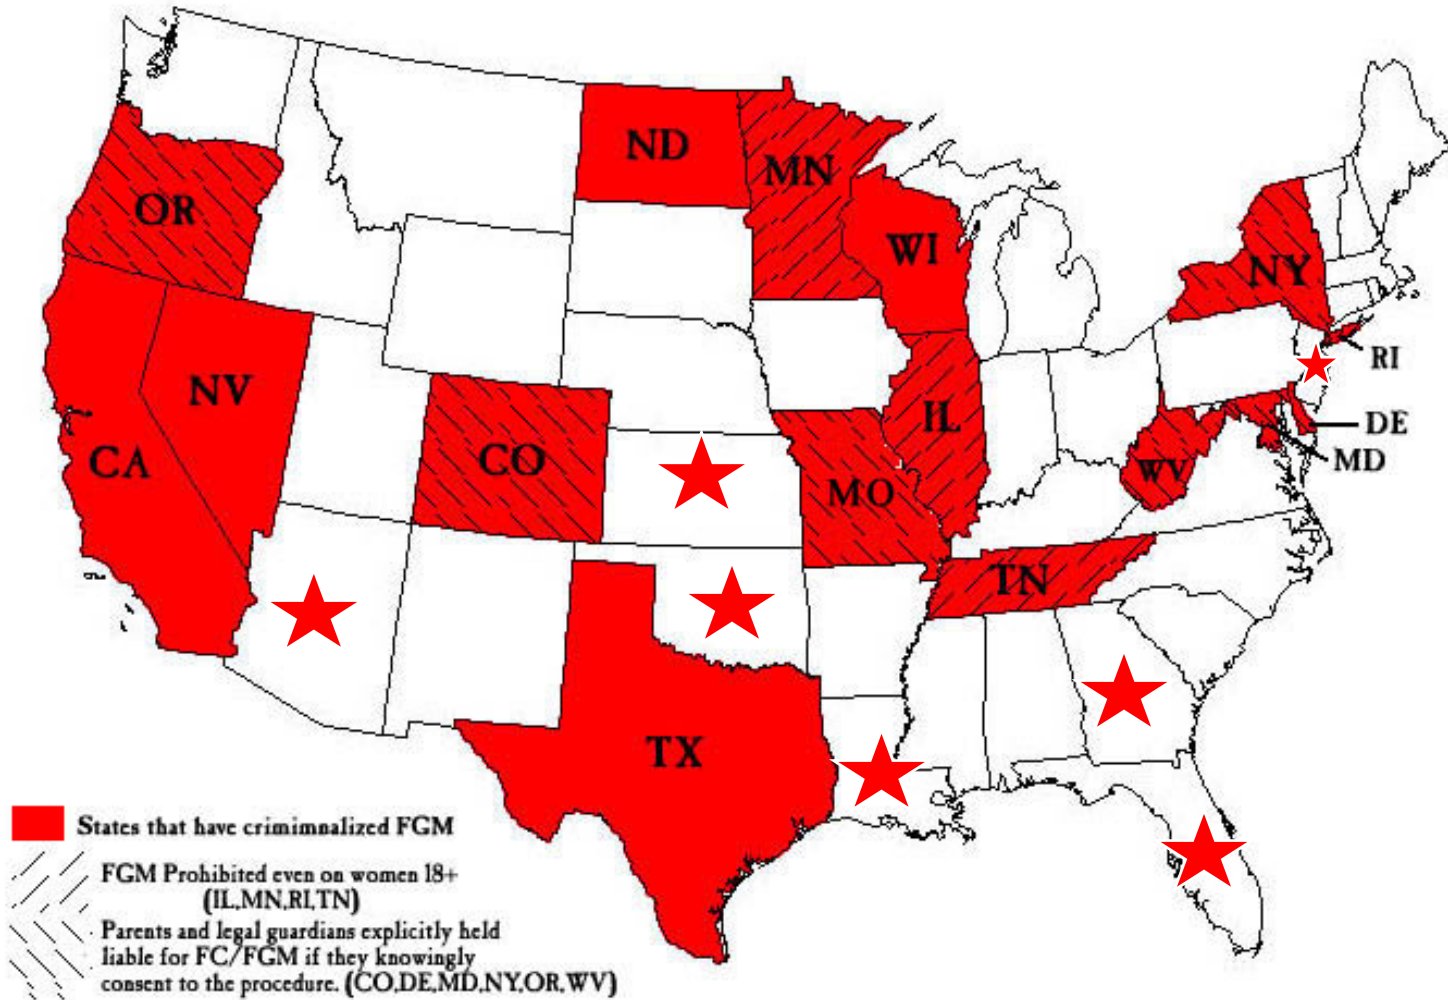 ND
MN
OR
WI
NY
RI
NV
IL
DE
CA
CO
MD
WV
MO
TN
TX
States that have crimimnalized FGM
FGM Prohibited even on women 18+
(IL,MN,RI,TN)
Parents and legal guardians explicitly held
liable for FC/FGM if they knowingly
consent to the procedure. (CO,DE,MD,NY,OR,WV)